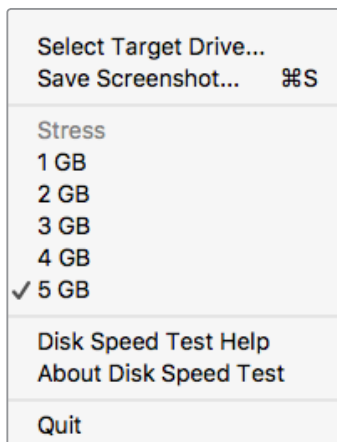 Select Target Drive...
Save Screenshot... ⌘S
Stress
1 GB
2 GB
3 GB
4 GB
✓ 5 GB
Disk Speed Test Help
About Disk Speed Test
Quit